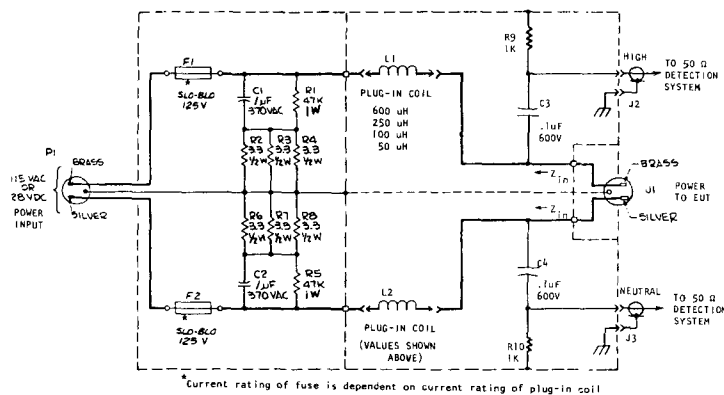 F1
*
SLO-BLO
125 V
C1
1µF
370VAC
R1
47K
1W
R2
3.3
½W
R3
3.3
½W
R4
3.3
½W
L1
PLUG-IN COIL
600 uH
250 uH
100 uH
50 uH
R9
1K
HIGH
TO 50 Ω
DETECTION
SYSTEM
J2
C3
.1uF
600V
P1
BRASS
115 VAC
OR
28VDC
POWER
INPUT
SILVER
Zin
BRASS
J1
POWER
TO EUT
SILVER
Zin
R6
3.3
½W
R7
3.3
½W
R8
3.3
½W
C2
1µF
370VAC
R5
47K
1W
C4
.1uF
600V
F2
*
SLO-BLO
125 V
L2
PLUG-IN COIL
(VALUES SHOWN
ABOVE)
NEUTRAL
TO 50 Ω
DETECTION
SYSTEM
J3
R10
1K
*Current rating of fuse is dependent on current rating of plug-in coil